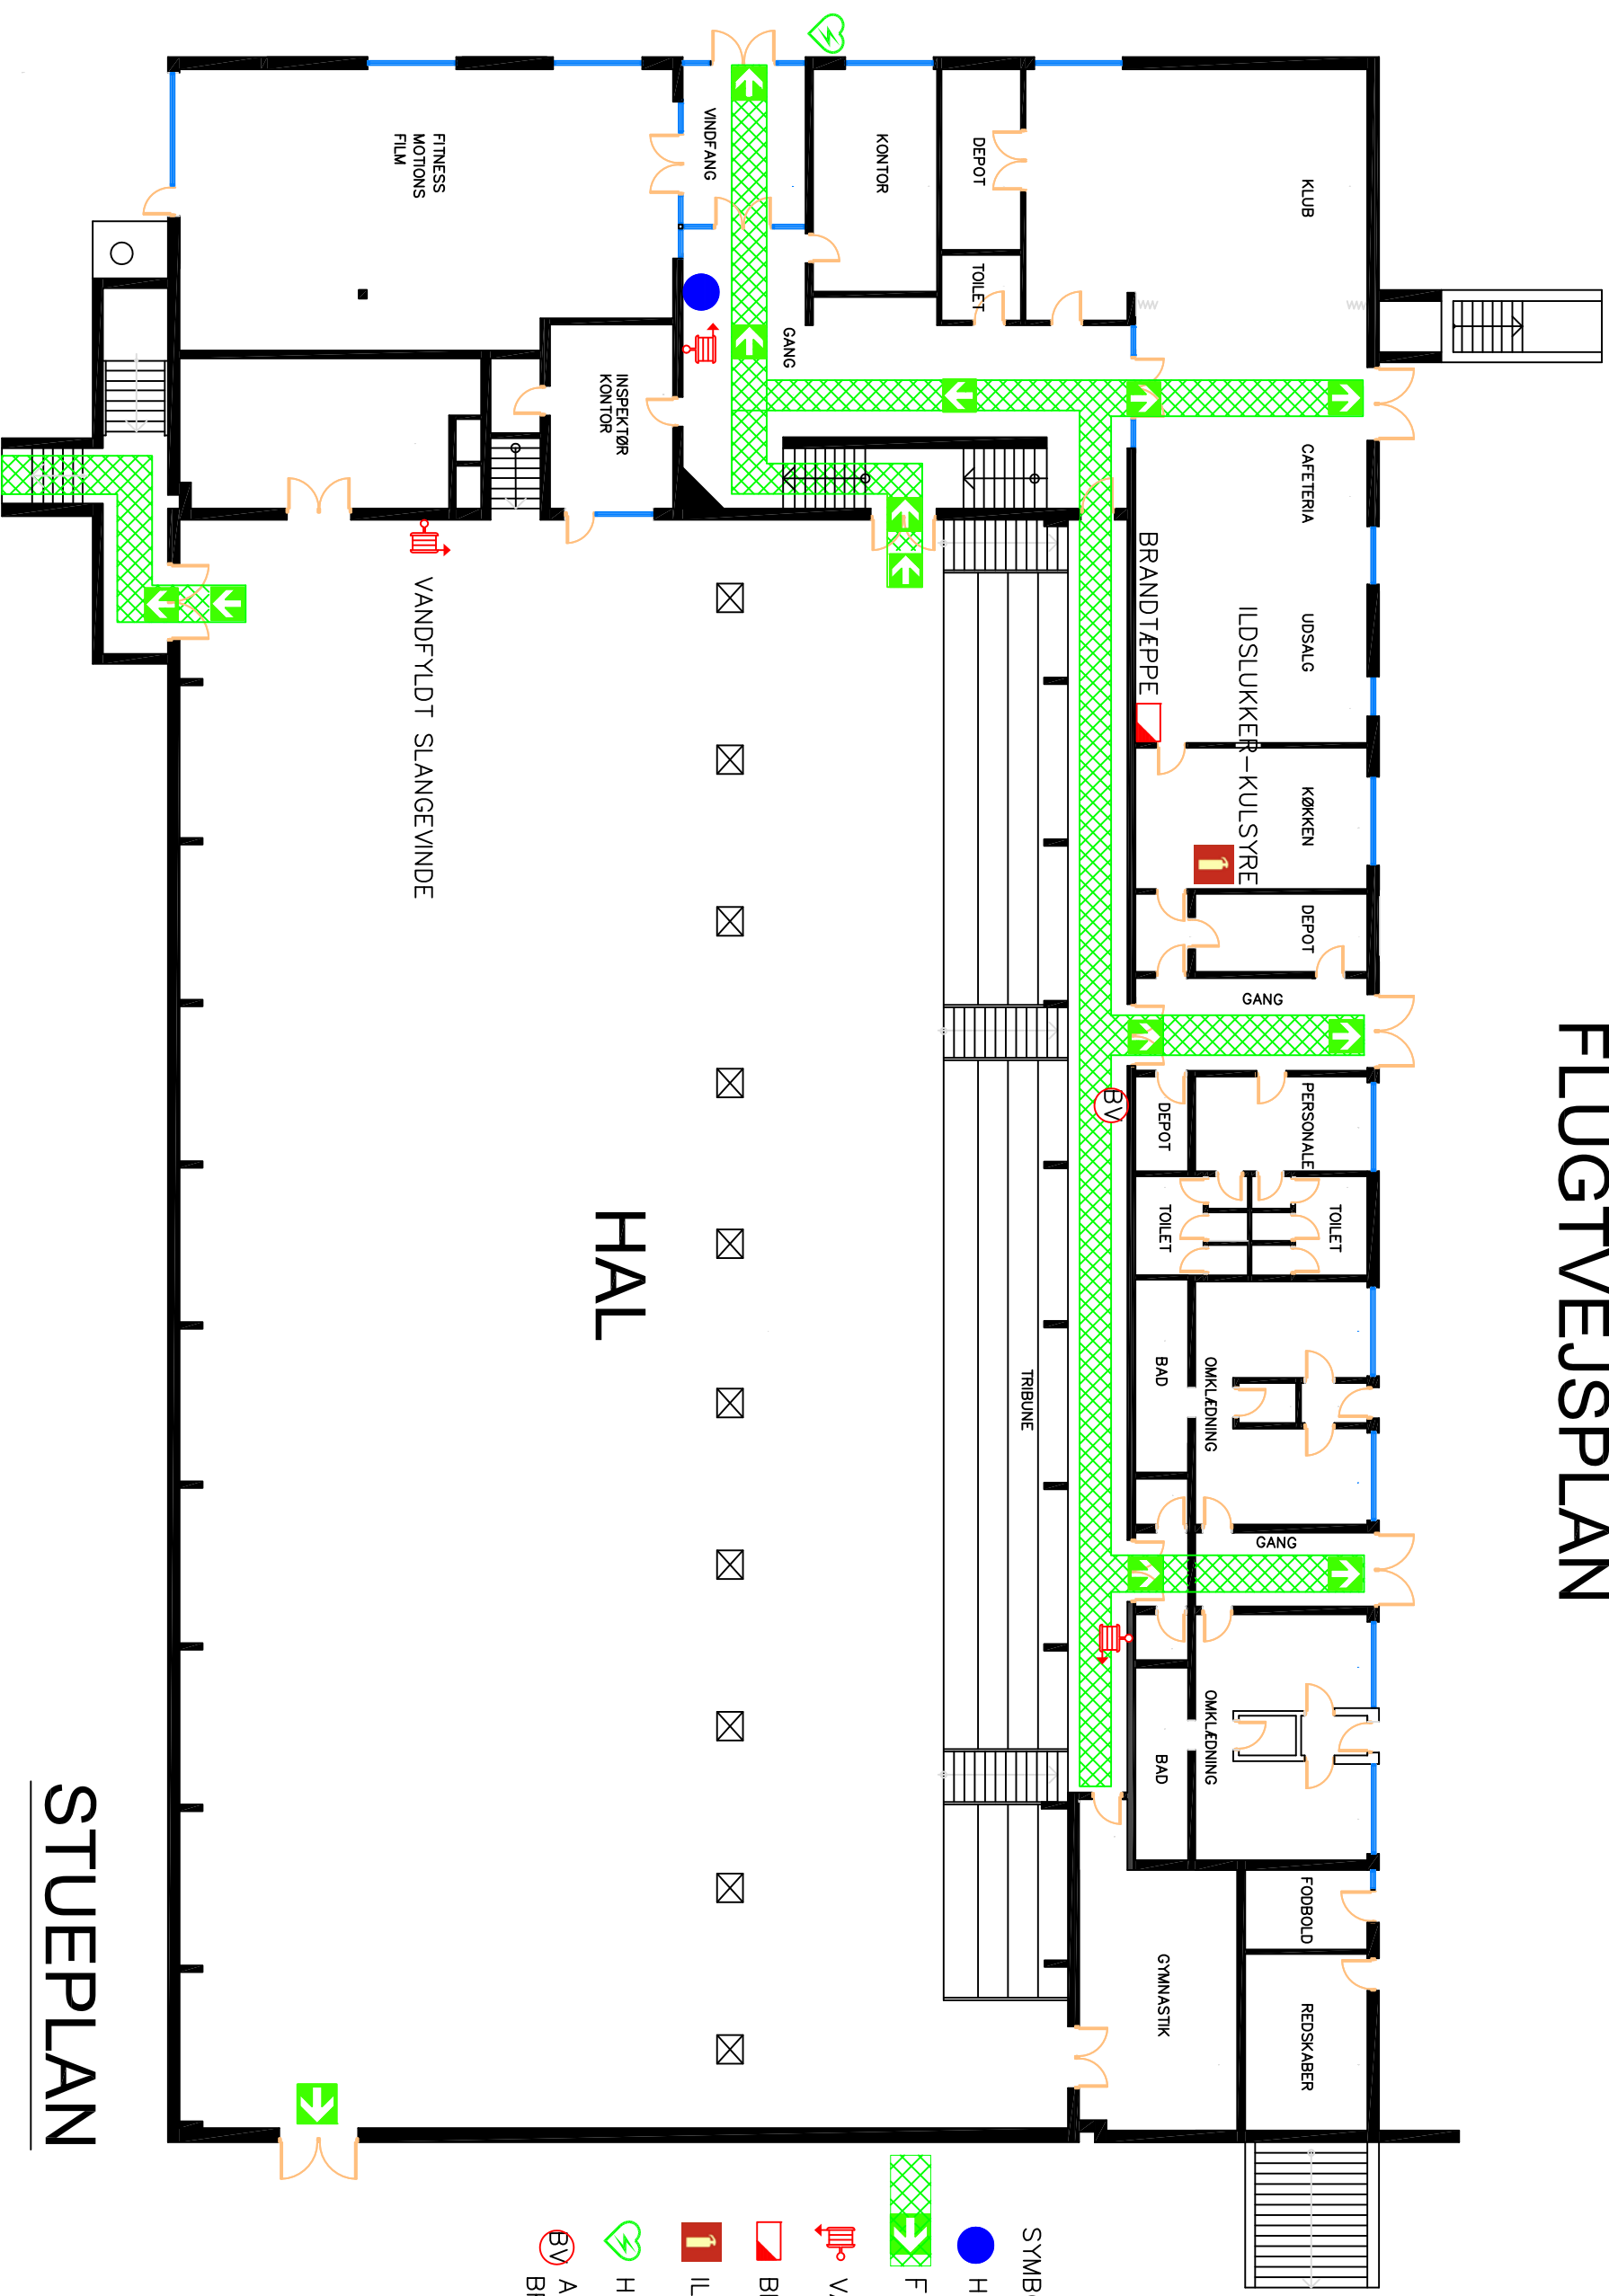 FLUGTVEJSPLAN
TOILET
KLUB
CAFETERIA
UDSALG
KØKKEN
DEPOT
PERSONALE
FODBOLD
REDSKABER
GANG
GANG
ILDSLUKKER-KULSYRE
OMKLÆDNING
OMKLÆDNING
DEPOT
TOILET
BAD
BAD
GYMNASTIK
BRANDTÆPPE
BV
TRIBUNE
DEPOT
TOILET
KONTOR
GANG
VINDFANG
INSPEKTØR
KONTOR
HAL
BV
FITNESS
MOTIONS
FILM
VANDFYLDT SLANGEVINDE
STUEPLAN